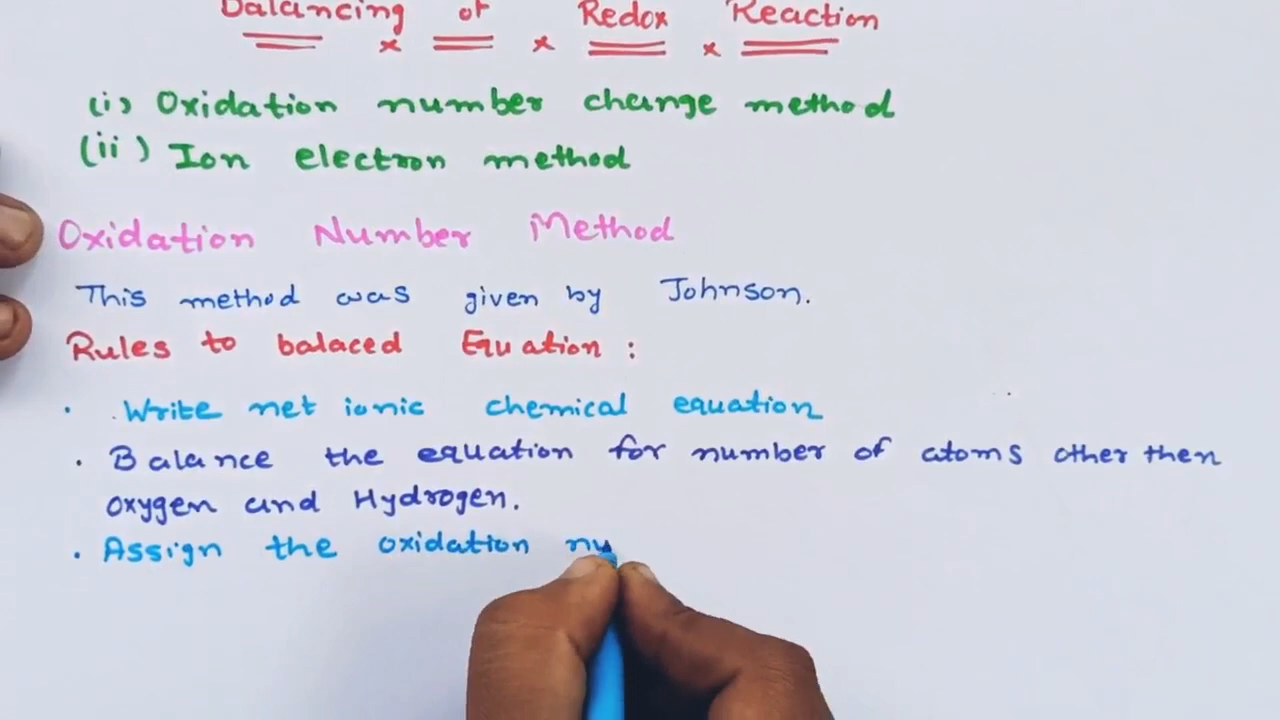 Balancing of Redox Reaction
(i) Oxidation number change method
(ii) Ion electron method
Oxidation Number Method
This method was given by Johnson.
Rules to balaced Equation :
. Write net ionic chemical equation
. Balance the equation for number of atoms other then
oxygen and Hydrogen.
. Assign the oxidation nu